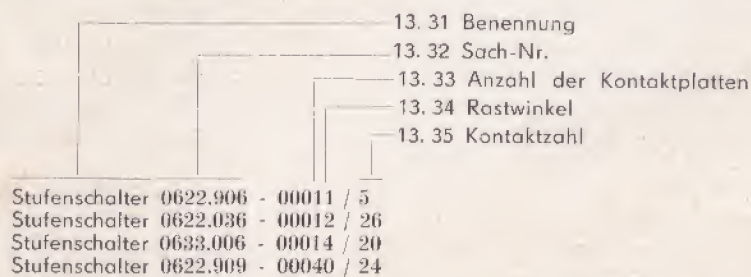 13. 31 Benennung
13. 32 Sach-Nr.
13. 33 Anzahl der Kontaktplatten
13. 34 Rastwinkel
13. 35 Kontaktzahl
Stufenschalter 0622.906 - 00011 / 5
Stufenschalter 0622.036 - 00012 / 26
Stufenschalter 0633.006 - 00014 / 20
Stufenschalter 0622.909 - 00040 / 24